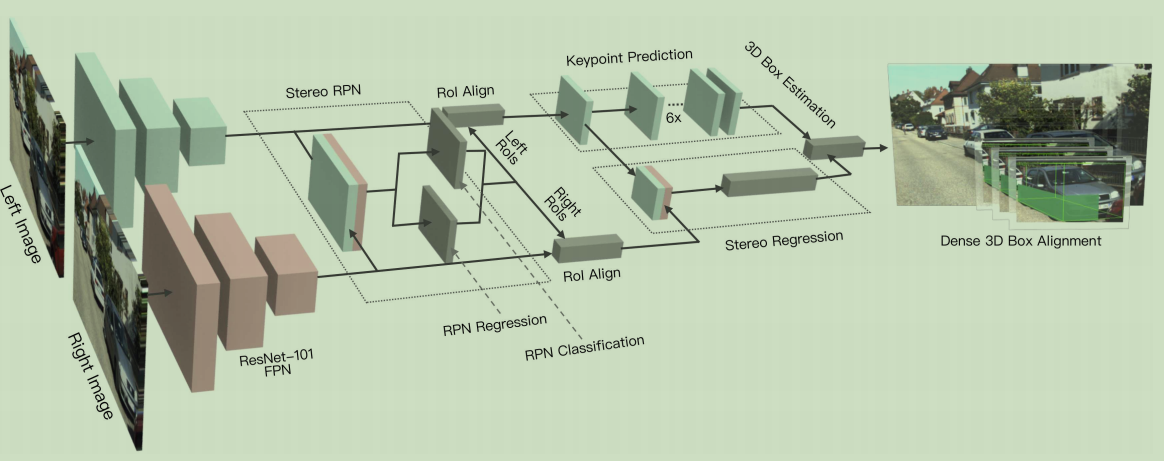 Left Image
Right Image
ResNet-101
FPN
Stereo RPN
RoI Align
Left
RoIs
Right
RoIs
RoI Align
RPN Regression
RPN Classification
Keypoint Prediction
6x
3D Box Estimation
Stereo Regression
Dense 3D Box Alignment